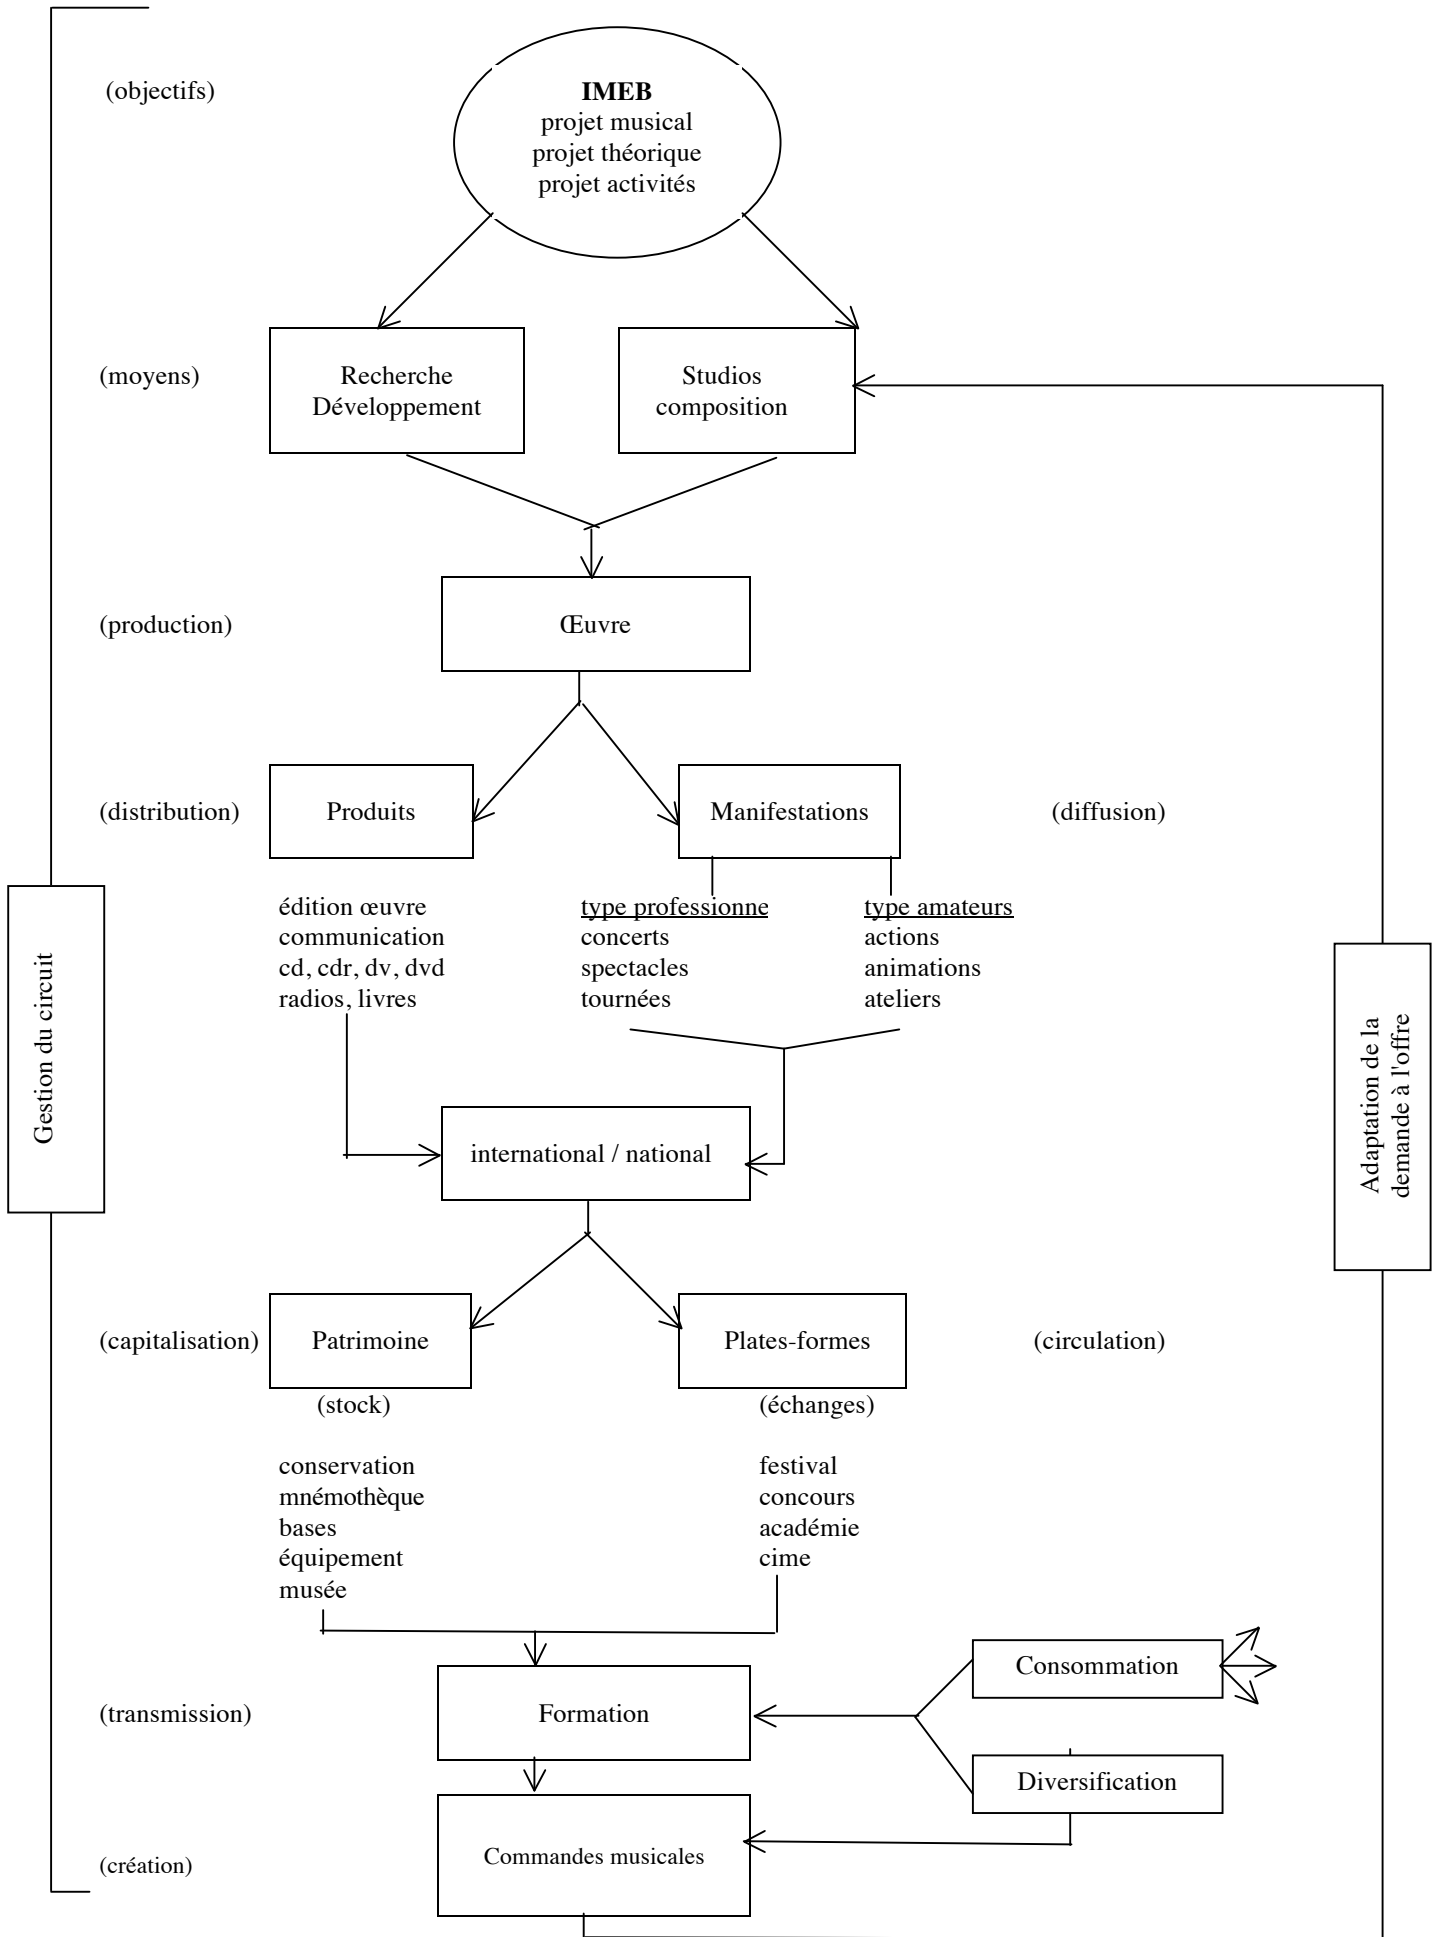 (objectifs)
IMEB
projet musical
projet théorique
projet activités
(moyens)
Recherche
Développement
Studios
composition
(production)
Œuvre
(distribution)
Produits
Manifestations
(diffusion)
édition œuvre
communication
cd, cdr, dv, dvd
radios, livres
type professionne
concerts
spectacles
tournées
type amateurs
actions
animations
ateliers
Gestion du circuit
Adaptation de la
demande à l'offre
international / national
(capitalisation)
Patrimoine
(stock)
Plates-formes
(échanges)
(circulation)
conservation
mnémothèque
bases
équipement
musée
festival
concours
académie
cime
Consommation
(transmission)
Formation
Diversification
(création)
Commandes musicales